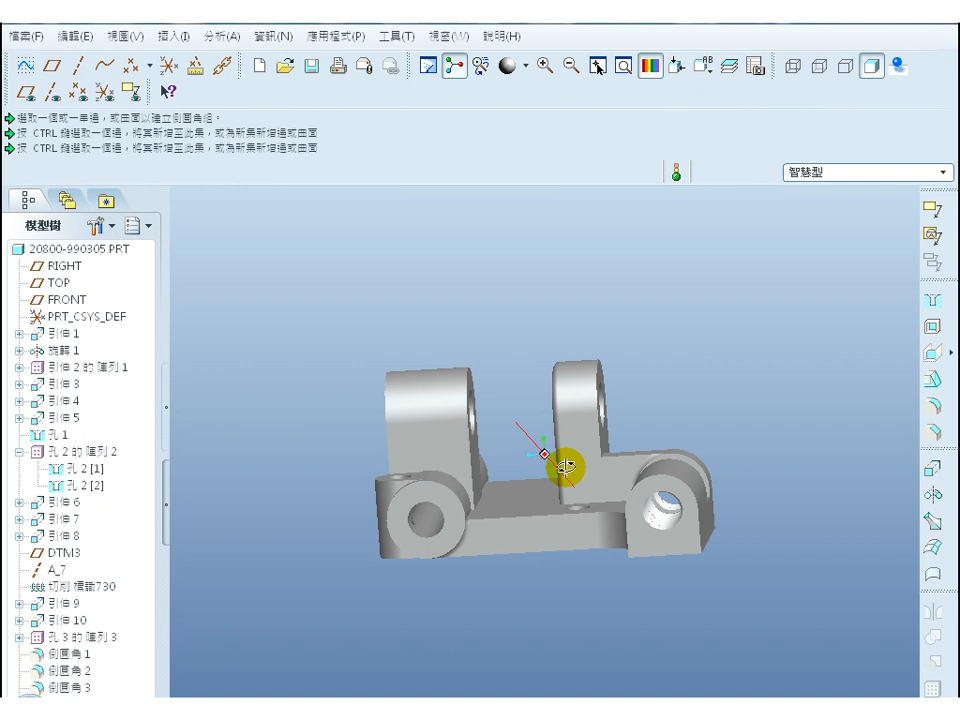 檔案(F) 編輯(E) 視圖(V) 插入(I) 分析(A) 資訊(N) 應用程式(P) 工具(T) 視窗(W) 說明(H)
選取一個或一串邊，或曲面以建立倒圓角組。
按 CTRL 鍵選取一個邊，將其新增至此集，或為新集新增邊或曲面
按 CTRL 鍵選取一個邊，將其新增至此集，或為新集新增邊或曲面
智慧型
模型樹
20800-990305.PRT
RIGHT
TOP
FRONT
PRT_CSYS_DEF
引伸 1
旋轉 1
引伸 2 的 陣列 1
引伸 3
引伸 4
引伸 5
孔 1
孔 2 的 陣列 2
孔 2 [1]
孔 2 [2]
引伸 6
引伸 7
引伸 8
DTM3
A_7
切削 標識730
引伸 9
引伸 10
孔 3 的 陣列 3
倒圓角 1
倒圓角 2
倒圓角 3